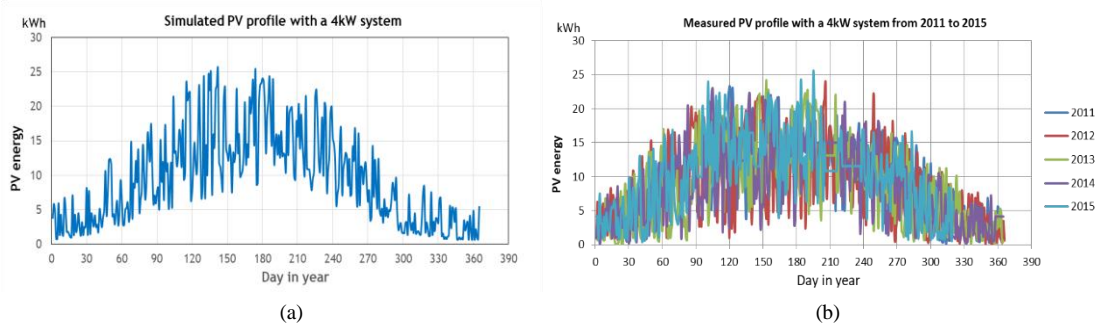 Simulated PV profile with a 4kW system
kWh
30
25
20
15
10
5
0
PV energy
0 30 60 90 120 150 180 210 240 270 300 330 360 390
Day in year
(a)
Measured PV profile with a 4kW system from 2011 to 2015
kWh
30
25
20
15
10
5
0
PV energy
0 30 60 90 120 150 180 210 240 270 300 330 360 390
Day in year
2011
2012
2013
2014
2015
(b)